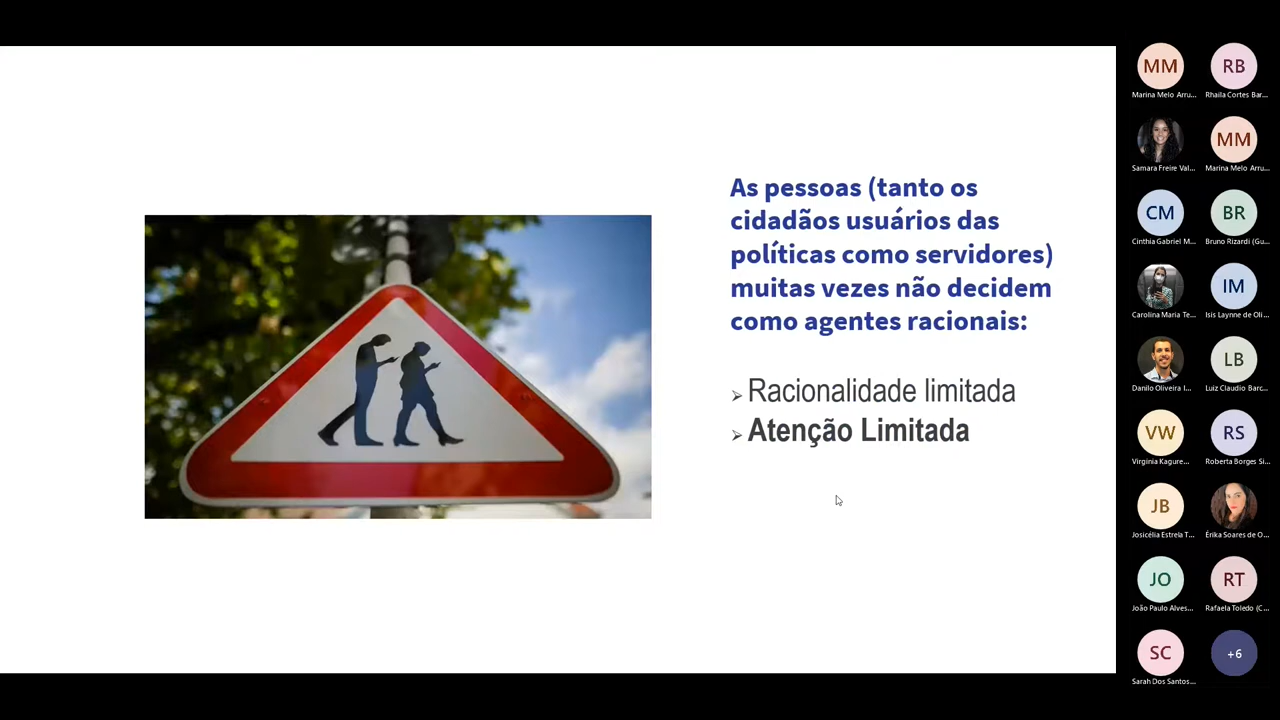 As pessoas (tanto os
cidadãos usuários das
políticas como servidores)
muitas vezes não decidem
como agentes racionais:
Racionalidade limitada
Atenção Limitada
MM
RB
Marina Melo Arru...
Rhaila Cortes Bar...
MM
Samara Freire Val...
Marina Melo Arru...
CM
BR
Cinthia Gabriel M...
Bruno Rizardi (Gu...
IM
Carolina Maria Te...
Isis Laynne de Oli...
LB
Danilo Oliveira I...
Luiz Claudio Barc...
VW
RS
Virginia Kagure...
Roberta Borges Si...
JB
Josicélia Estrela T...
Érika Soares de O...
JO
RT
João Paulo Alves...
Rafaela Toledo (C...
SC
+6
Sarah Dos Santos...